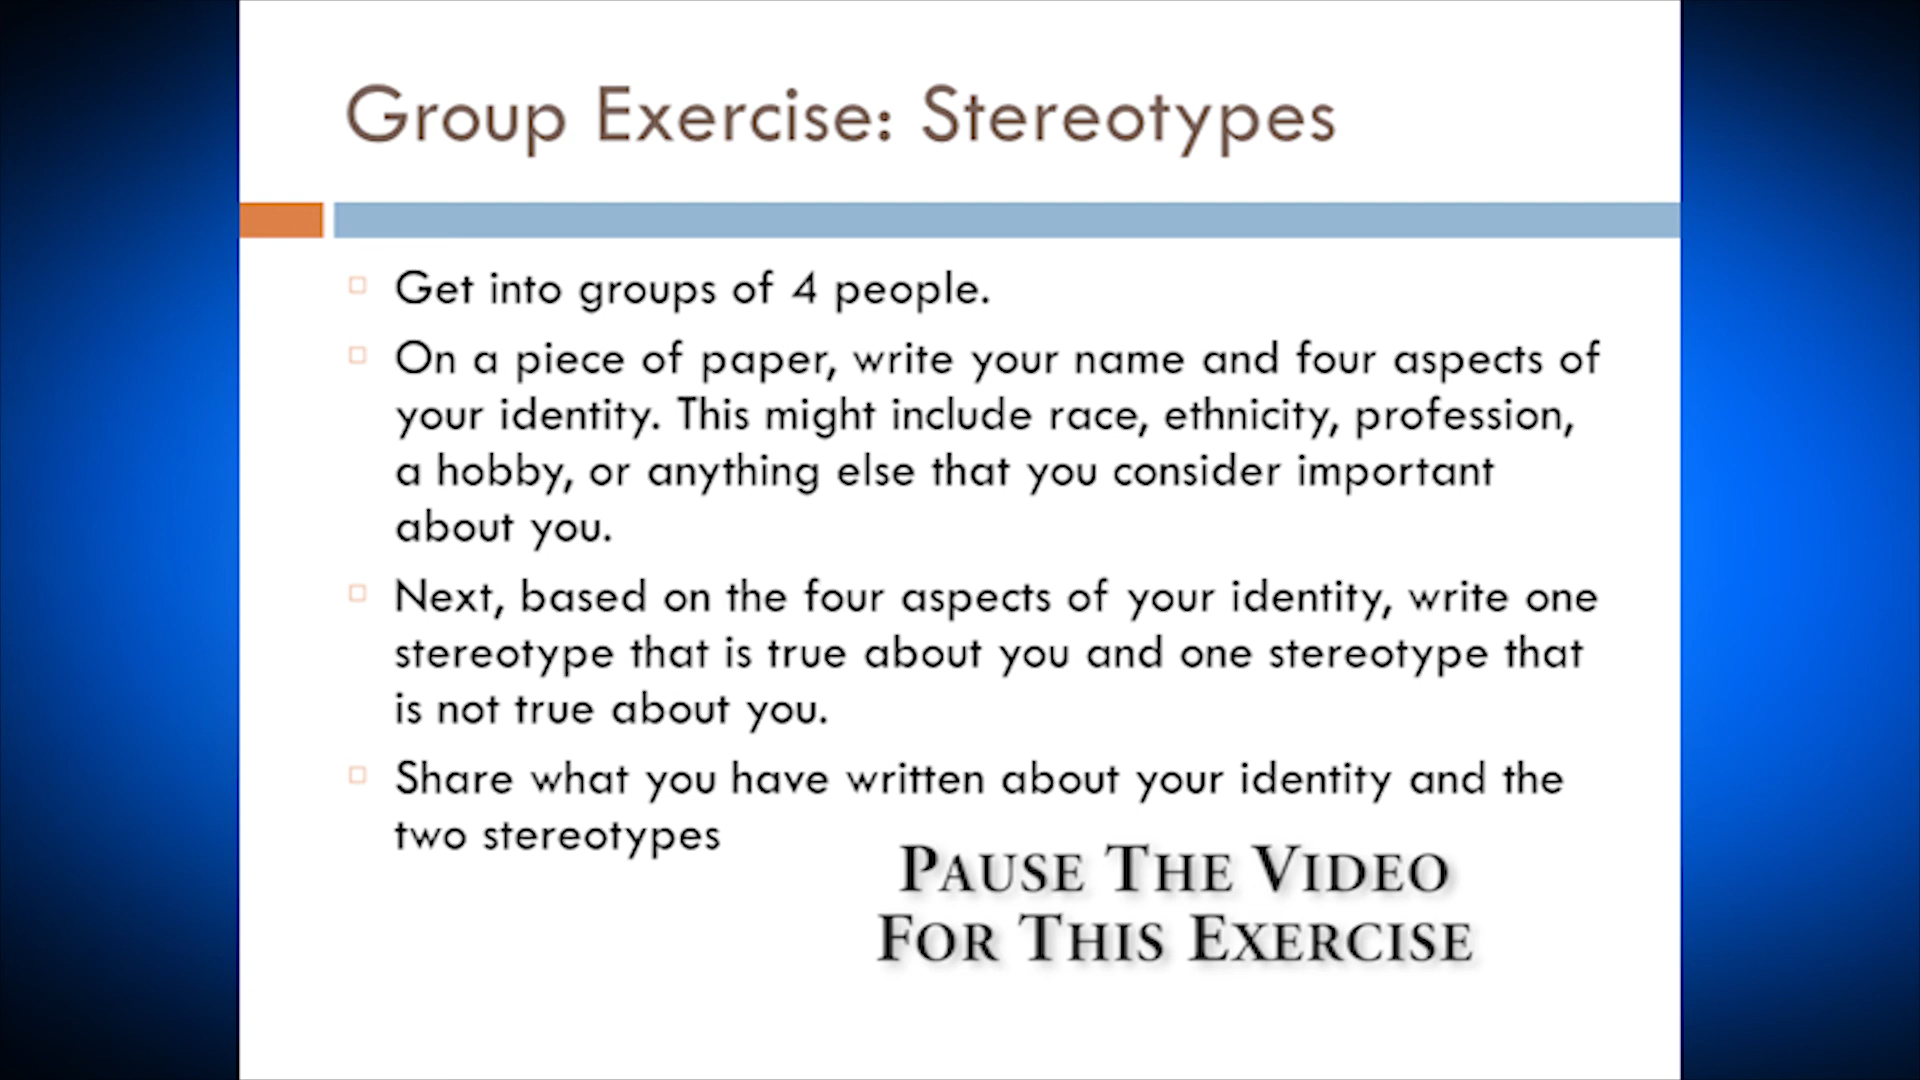 Group Exercise: Stereotypes
Get into groups of 4 people.
On a piece of paper, write your name and four aspects of
your identity. This might include race, ethnicity, profession,
a hobby, or anything else that you consider important
about you.
Next, based on the four aspects of your identity, write one
stereotype that is true about you and one stereotype that
is not true about you.
Share what you have written about your identity and the
two stereotypes
PAUSE THE VIDEO
FOR THIS EXERCISE